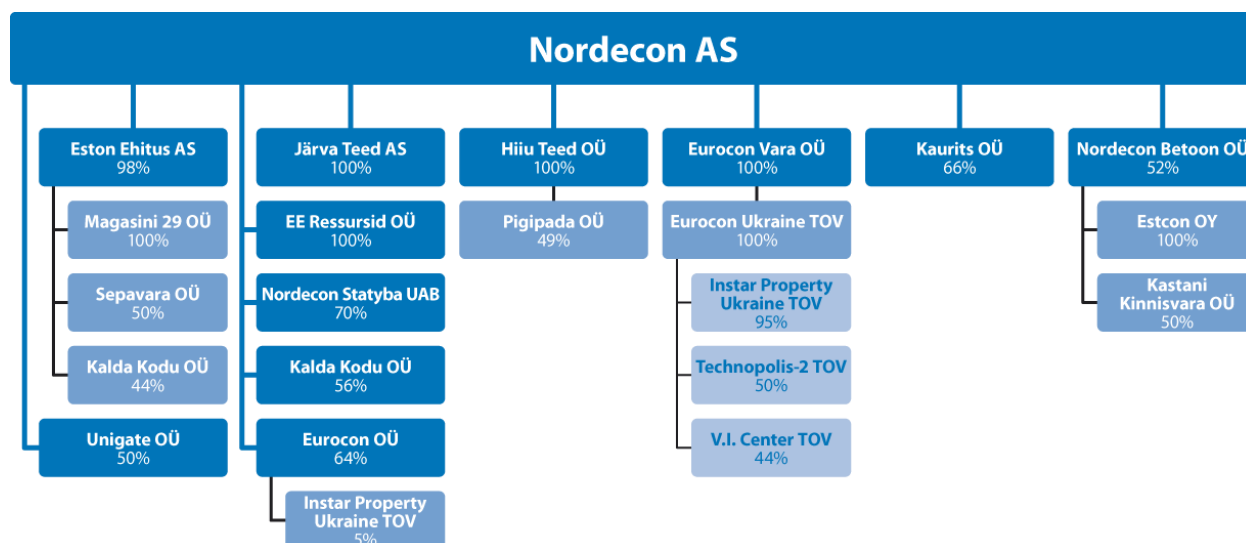 Nordecon AS
Eston Ehitus AS
98%
Magasini 29 OÜ
100%
Sepavara OÜ
50%
Kalda Kodu OÜ
44%
Unigate OÜ
50%
Järva Teed AS
100%
EE Ressursid OÜ
100%
Nordecon Statyba UAB
70%
Kalda Kodu OÜ
56%
Eurocon OÜ
64%
Instar Property
Ukraine TOV
5%
Hiiu Teed OÜ
100%
Pigipada OÜ
49%
Eurocon Vara OÜ
100%
Eurocon Ukraine TOV
100%
Instar Property
Ukraine TOV
95%
Technopolis-2 TOV
50%
V.I. Center TOV
44%
Kaurits OÜ
66%
Nordecon Betoon OÜ
52%
Estcon OY
100%
Kastani
Kinnisvara OÜ
50%